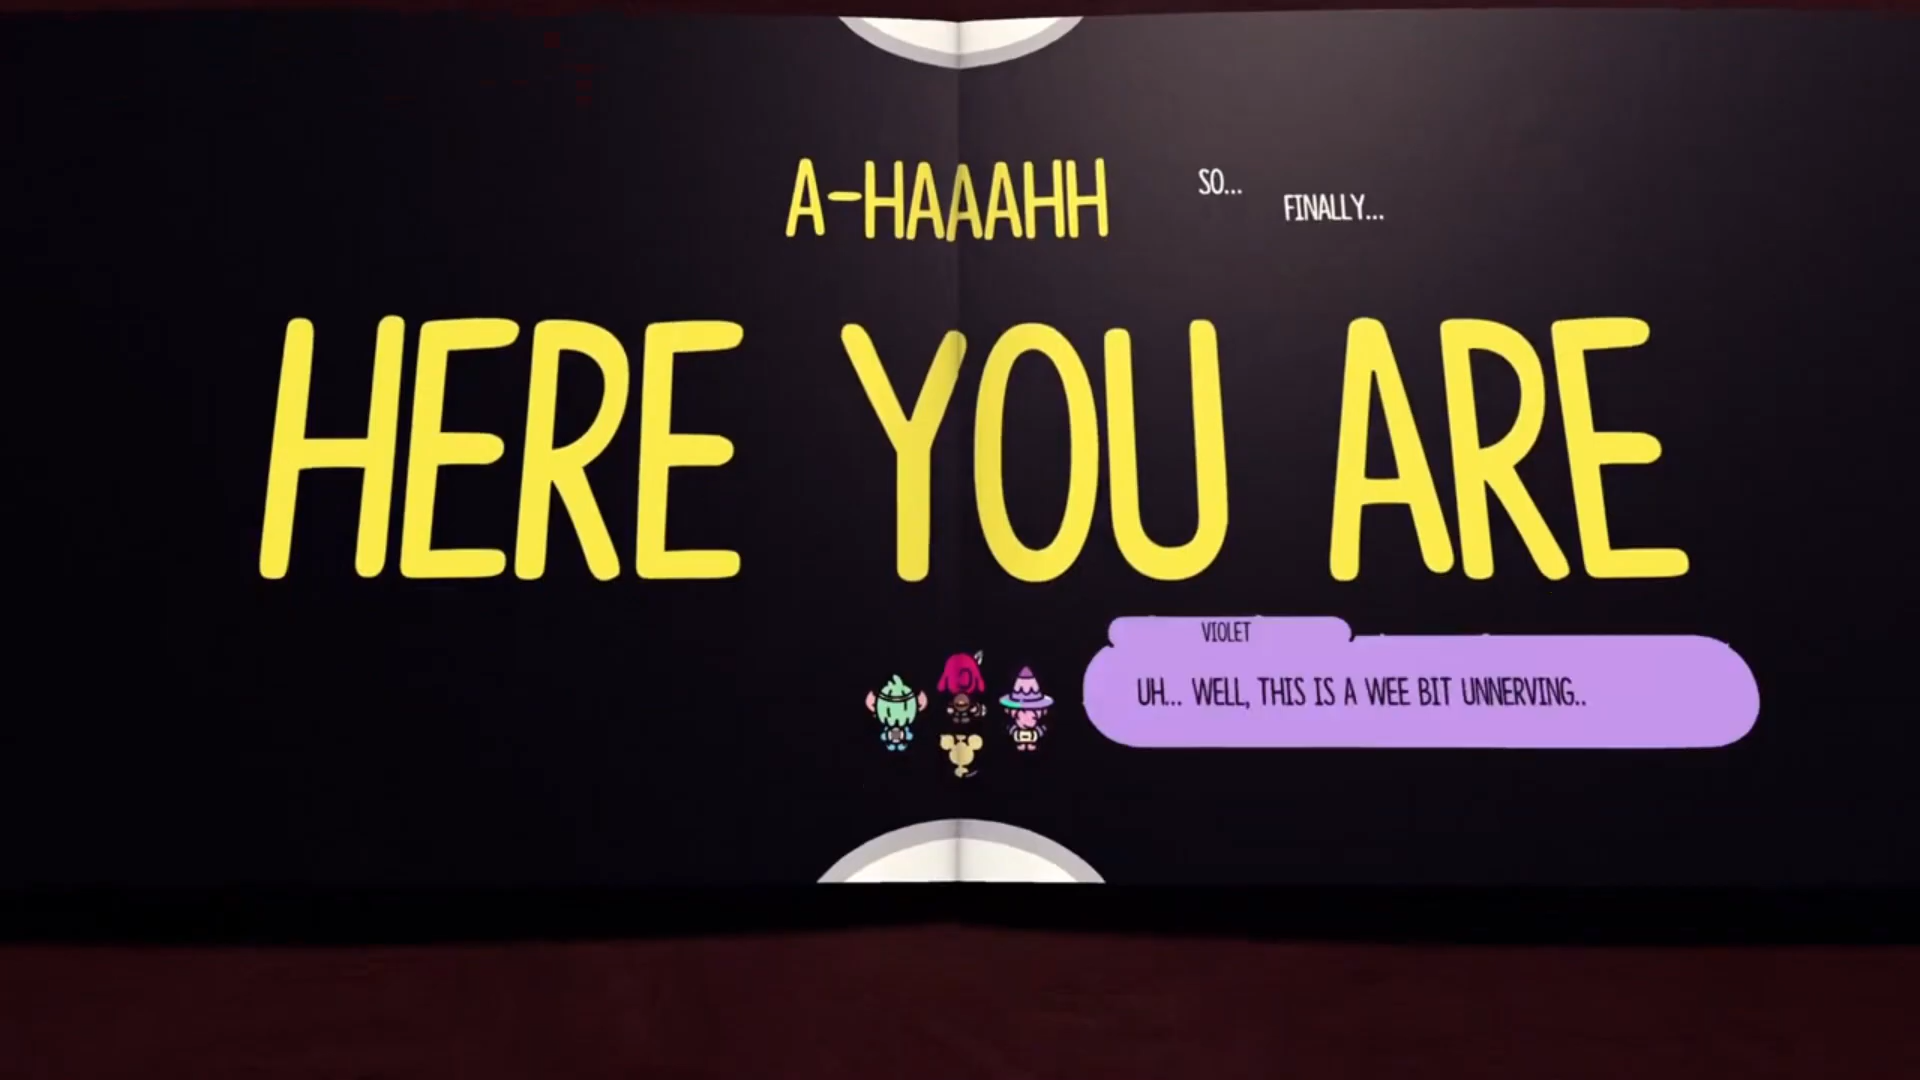 A-HAAAHH
SO...
FINALLY...
HERE YOU ARE
VIOLET
UH... WELL, THIS IS A WEE BIT UNNERVING..